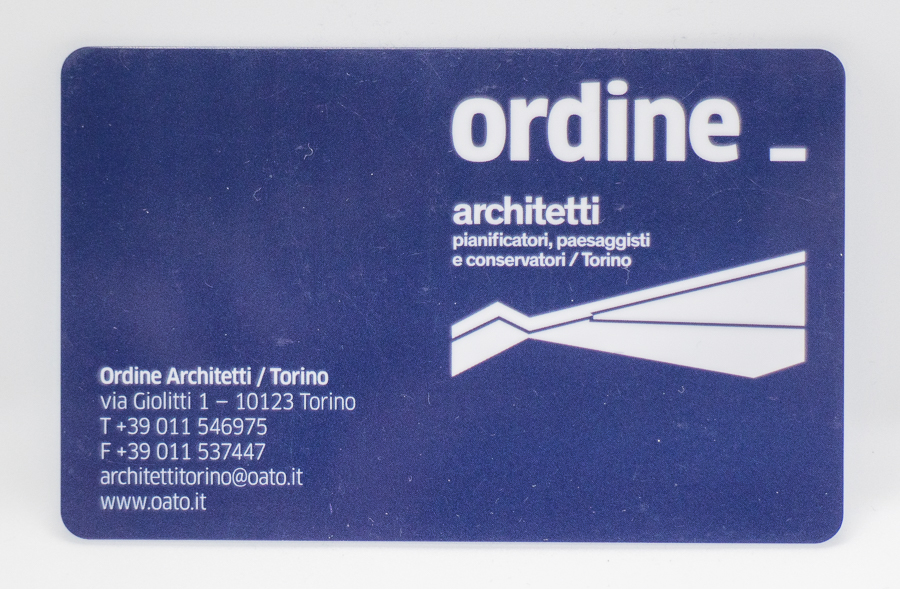 ordine _
architetti
pianificatori, paesaggisti
e conservatori / Torino
Ordine Architetti / Torino
via Giolitti 1 – 10123 Torino
T +39 011 546975
F +39 011 537447
architettitorino@oato.it
www.oato.it